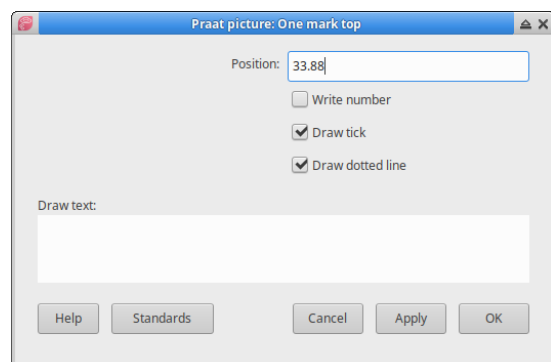 Praat picture: One mark top
Position: 33.88
Write number
Draw tick
Draw dotted line
Draw text:
Help Standards Cancel Apply OK